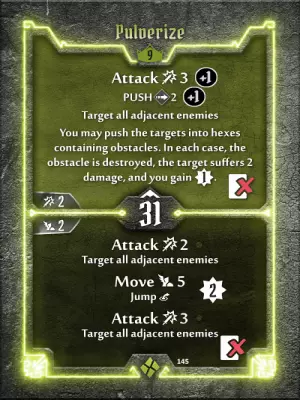 Pulverize
9
Attack 3 +1
PUSH 2 +1
Target all adjacent enemies
You may push the targets into hexes
containing obstacles. In each case, the
obstacle is destroyed, the target suffers 2
damage, and you gain 1.
2
31
2
Attack 2
Target all adjacent enemies
Move 5
Jump
2
Attack 3
Target all adjacent enemies
145